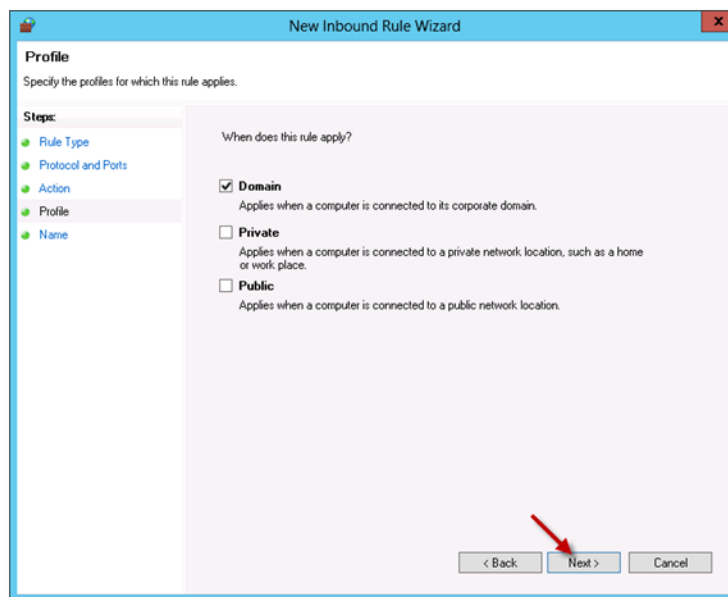 New Inbound Rule Wizard
x
Profile
Specify the profiles for which this rule applies.
Steps:
Rule Type
Protocol and Ports
Action
Profile
Name
When does this rule apply?
Domain
Applies when a computer is connected to its corporate domain.
Private
Applies when a computer is connected to a private network location, such as a home
or work place.
Public
Applies when a computer is connected to a public network location.
< Back
Next >
Cancel